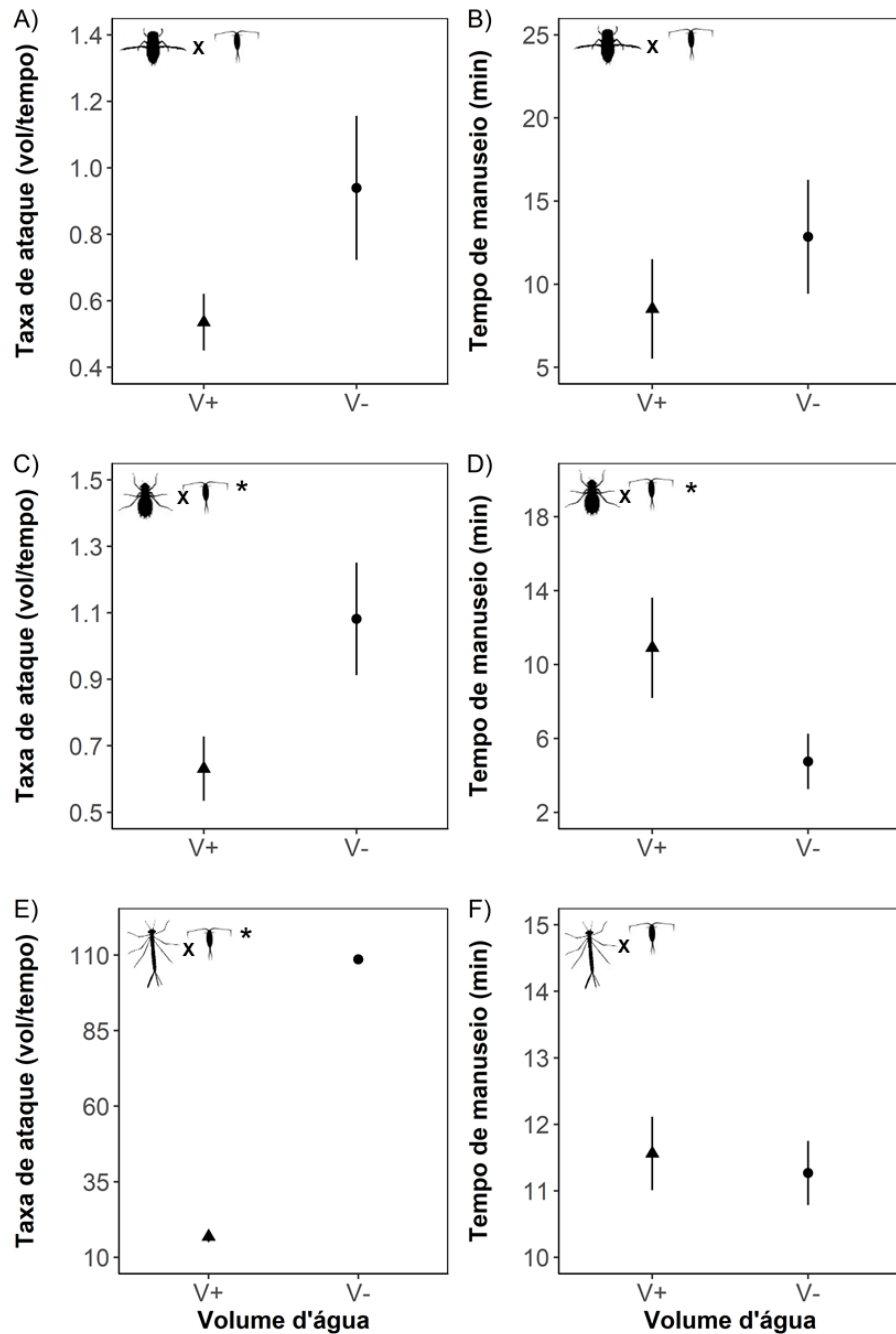 A)
Taxa de ataque (vol/tempo)
1.4
1.2
1.0
0.8
0.6
0.4
x
V+
V-
B)
Tempo de manuseio (min)
25
20
15
10
5
x
V+
V-
C)
Taxa de ataque (vol/tempo)
1.5
1.3
1.1
0.9
0.7
0.5
x
*
V+
V-
D)
Tempo de manuseio (min)
18
14
10
6
2
x
*
V+
V-
E)
Taxa de ataque (vol/tempo)
110
85
60
35
10
x
*
V+
V-
Volume d'água
F)
Tempo de manuseio (min)
15
14
13
12
11
10
x
V+
V-
Volume d'água